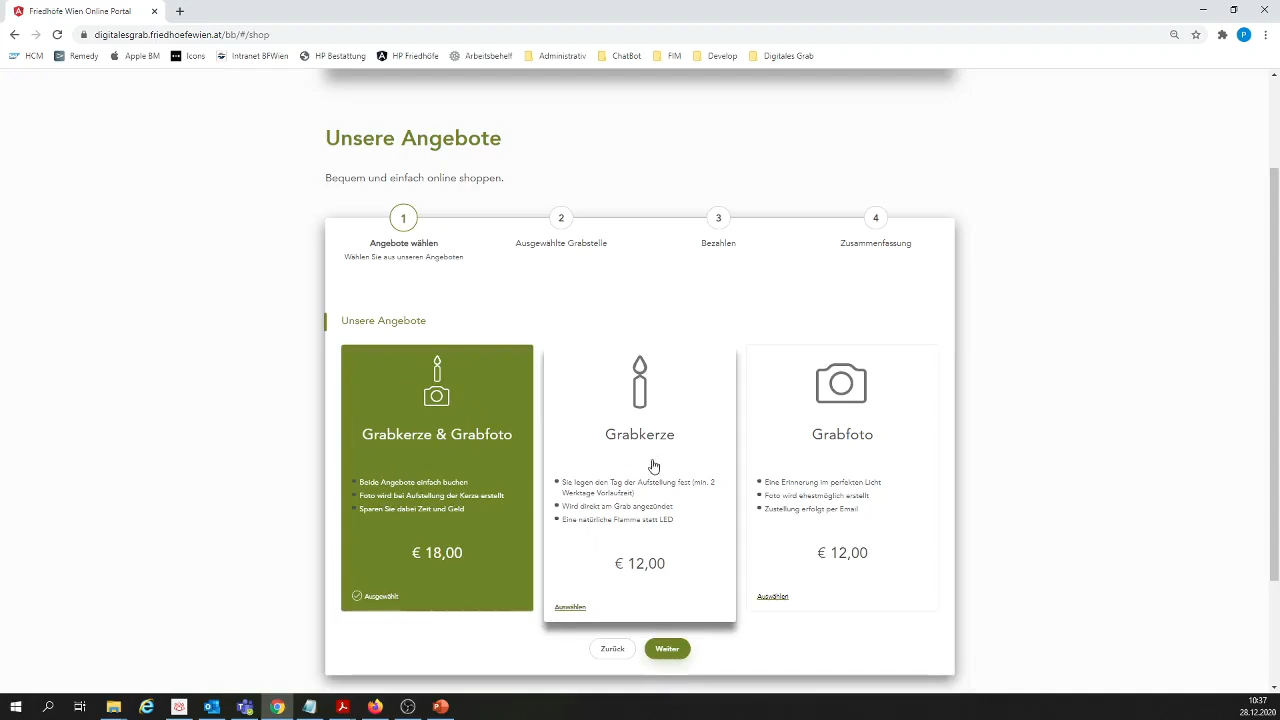 Friedhöfe Wien Online Portal
digitalesgrab.friedhoefewien.at/bb/#/shop
P
HCM
Remedy
Apple BM
Icons
Intranet BFWien
HP Bestattung
HP Friedhöfe
Arbeitsbehelf
Administrativ
ChatBot
FIM
Develop
Digitales Grab
Unsere Angebote
Bequem und einfach online shoppen.
1
2
3
4
Angebote wählen
Ausgewählte Grabstelle
Bezahlen
Zusammenfassung
Wählen Sie aus unseren Angeboten
Unsere Angebote
Grabkerze & Grabfoto
Beide Angebote einfach buchen
Foto wird bei Aufstellung der Kerze erstellt
Sparen Sie dabei Zeit und Geld
€ 18,00
Ausgewählt
Grabkerze
Sie legen den Tag der Aufstellung fest (min. 2
Werktage Vorlaufzeit)
Wird direkt am Grab angezündet
Eine natürliche Flamme statt LED
€ 12,00
Auswählen
Grabfoto
Eine Erinnerung im perfekten Licht
Foto wird ehestmöglich erstellt
Zustellung erfolgt per Email
€ 12,00
Auswählen
Zurück
Weiter
10:37
28.12.2020